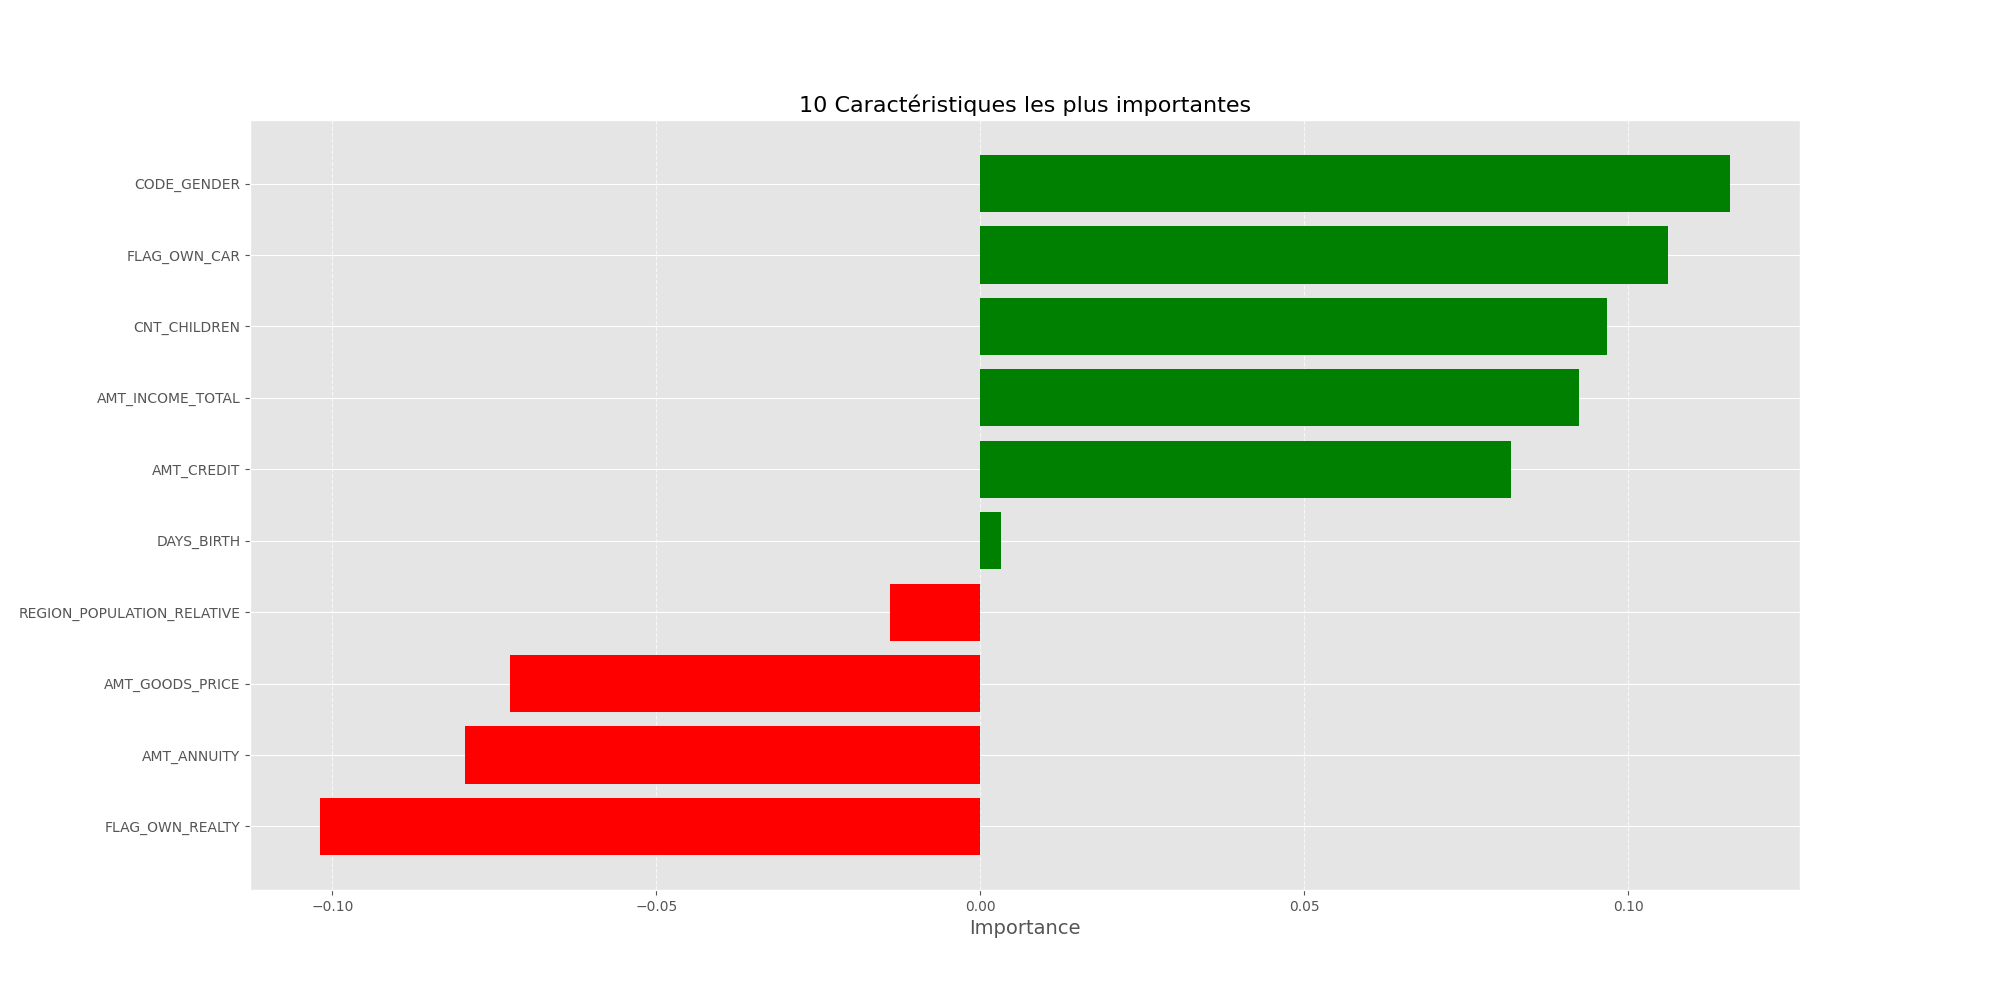 10 Caractéristiques les plus importantes
CODE_GENDER
FLAG_OWN_CAR
CNT_CHILDREN
AMT_INCOME_TOTAL
AMT_CREDIT
DAYS_BIRTH
REGION_POPULATION_RELATIVE
AMT_GOODS_PRICE
AMT_ANNUITY
FLAG_OWN_REALTY
−0.10 −0.05 0.00 0.05 0.10
Importance